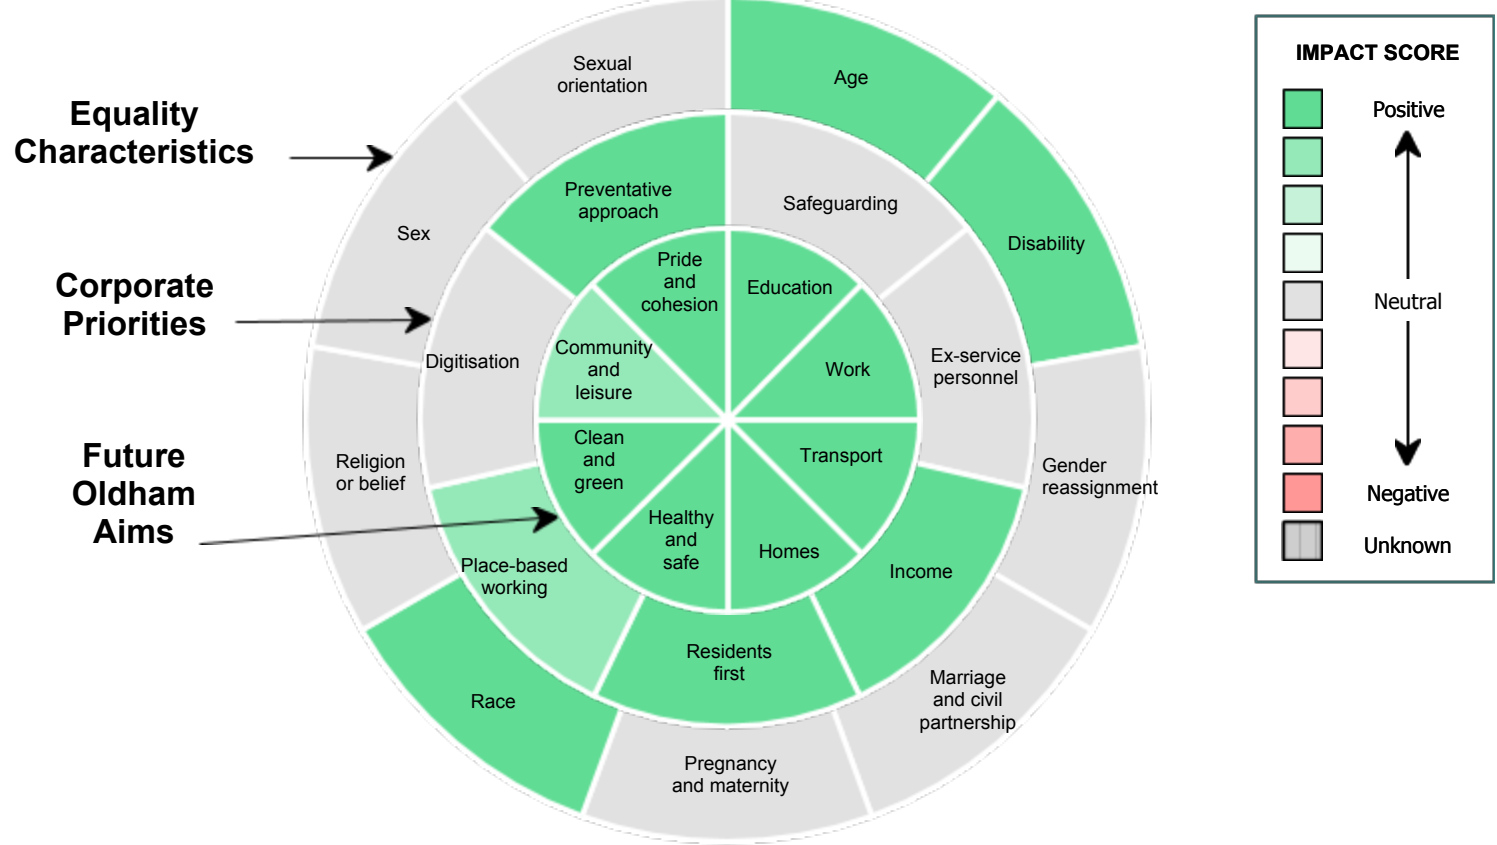 Equality
Characteristics
Corporate
Priorities
Future
Oldham
Aims
Sexual
orientation
Age
Disability
Gender
reassignment
Marriage
and civil
partnership
Pregnancy
and maternity
Race
Religion
or belief
Sex
Preventative
approach
Safeguarding
Ex-service
personnel
Income
Residents
first
Place-based
working
Digitisation
Pride
and
cohesion
Education
Work
Transport
Homes
Healthy
and
safe
Clean
and
green
Community
and
leisure
IMPACT SCORE
Positive
Neutral
Negative
Unknown